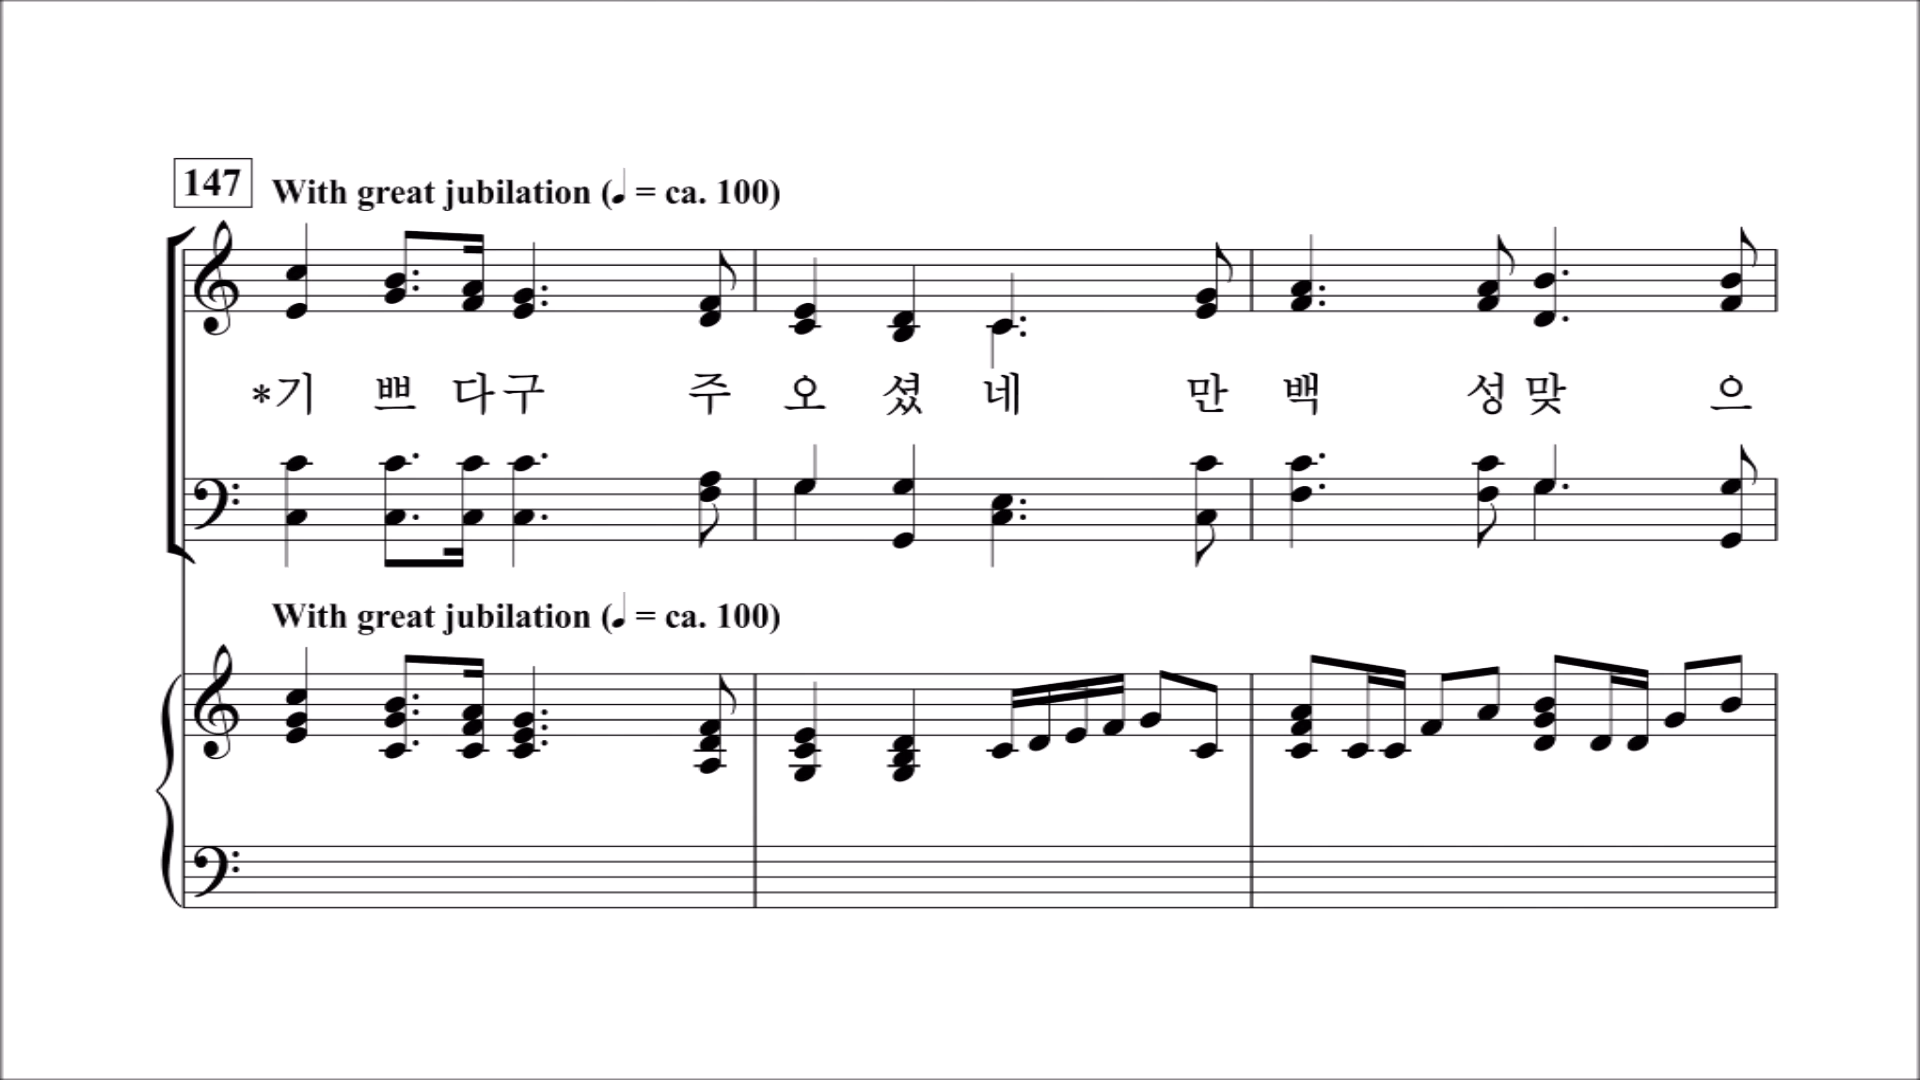 147 With great jubilation (♩ = ca. 100)
*기 쁘 다 구 주 오 셨 네 만 백 성 맞 으
With great jubilation (♩ = ca. 100)